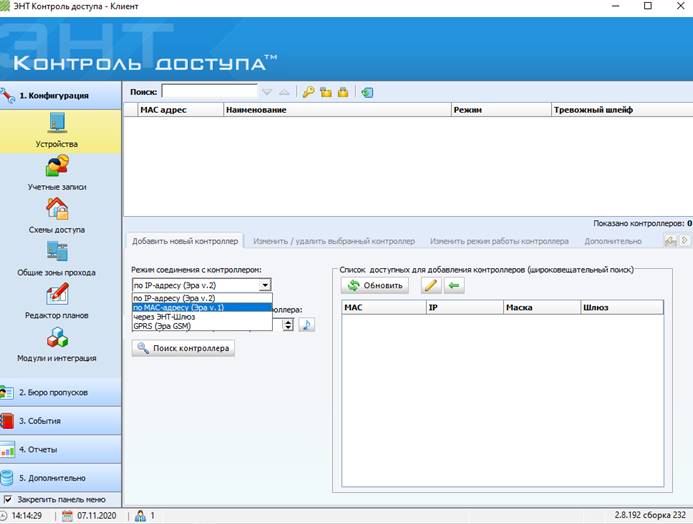 ЭНТ Контроль доступа - Клиент
ЭНТ
КОНТРОЛЬ ДОСТУПА™
1. Конфигурация
Устройства
Учетные записи
Схемы доступа
Общие зоны прохода
Редактор планов
Модули и интеграция
2. Бюро пропусков
3. События
4. Отчеты
5. Дополнительно
Закрепить панель меню
Поиск:
MAC адрес Наименование Режим Тревожный шлейф
Показано контроллеров: 0
Добавить новый контроллер Изменить / удалить выбранный контроллер Изменить режим работы контроллера Дополнительно
Режим соединения с контроллером:
по IP-адресу (Эра v.2)
по IP-адресу (Эра v.2)
по MAC-адресу (Эра v.1)
через ЭНТ-Шлюз
GPRS (Эра GSM)
Поиск контроллера
Список доступных для добавления контроллеров (широковещательный поиск)
Обновить
MAC IP Маска Шлюз
14:14:29 07.11.2020 1 2.8.192 сборка 232